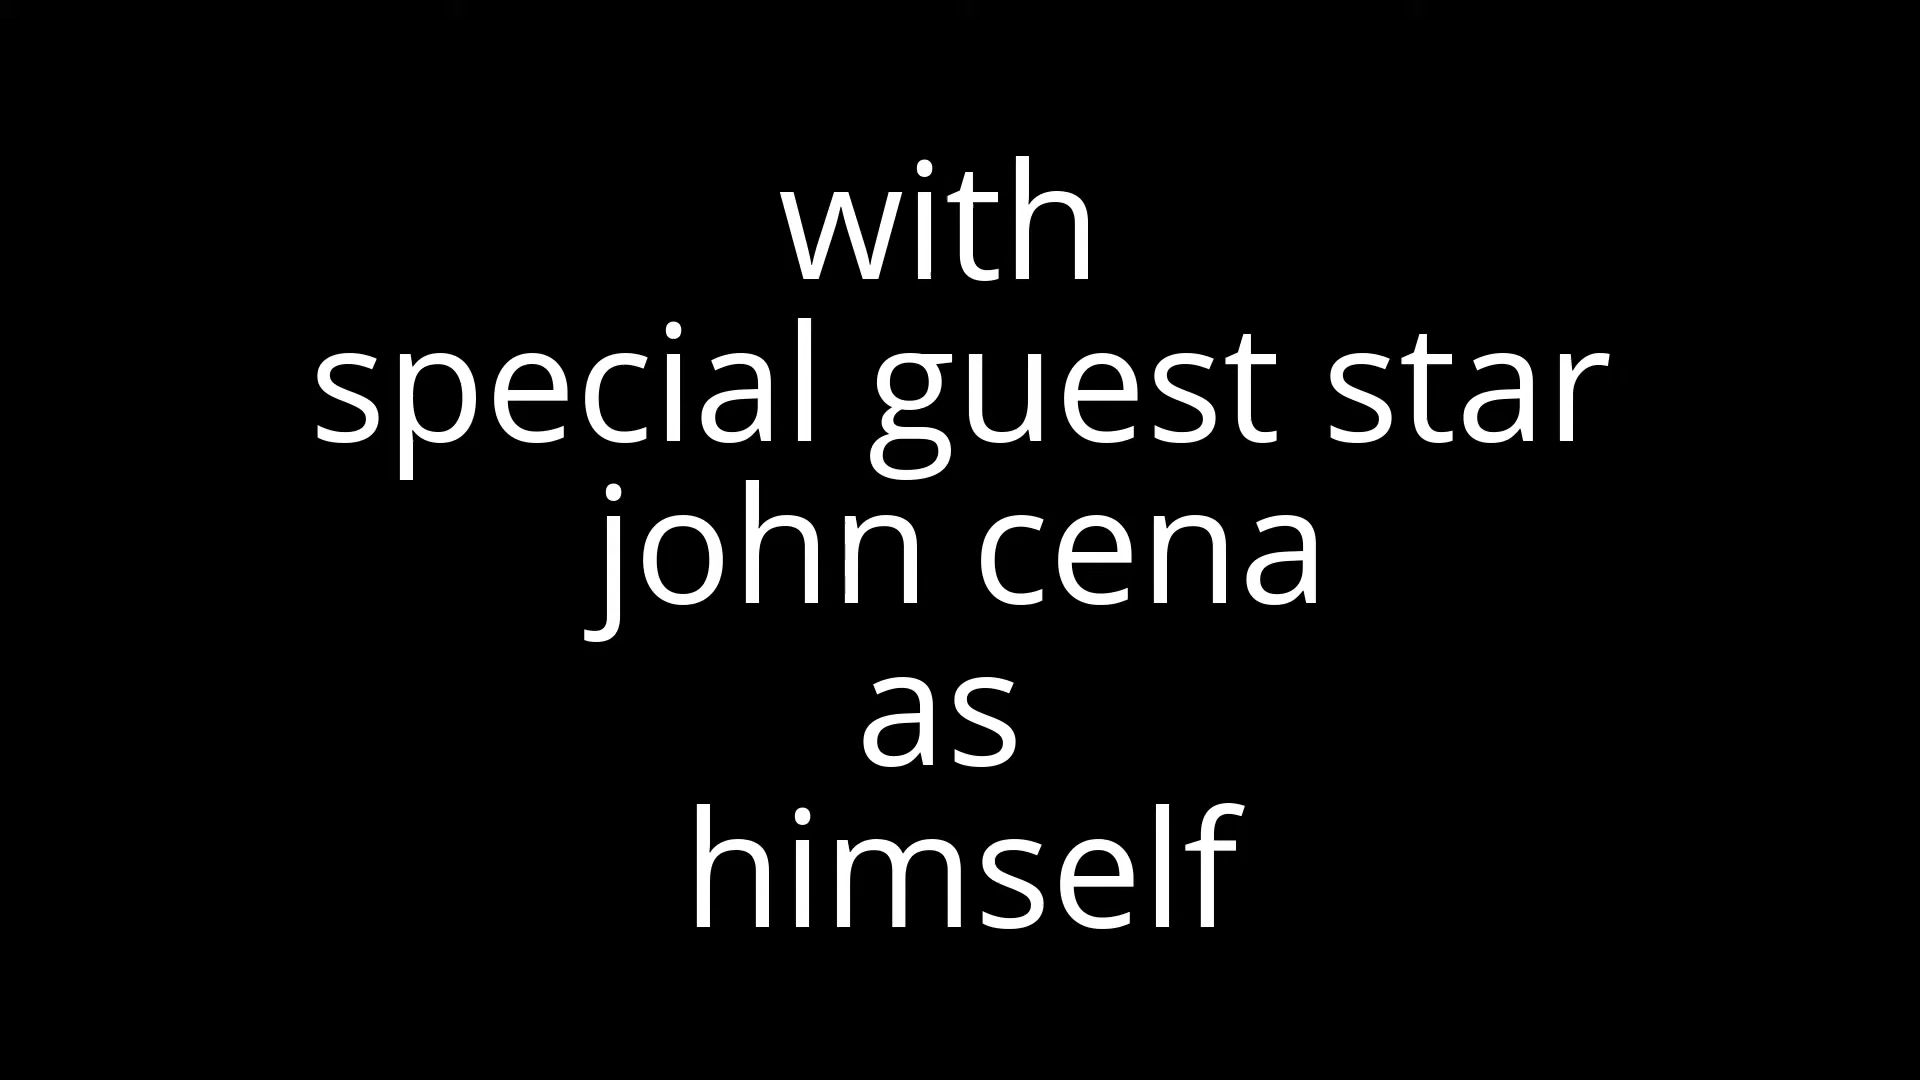 with
special guest star
john cena
as
himself